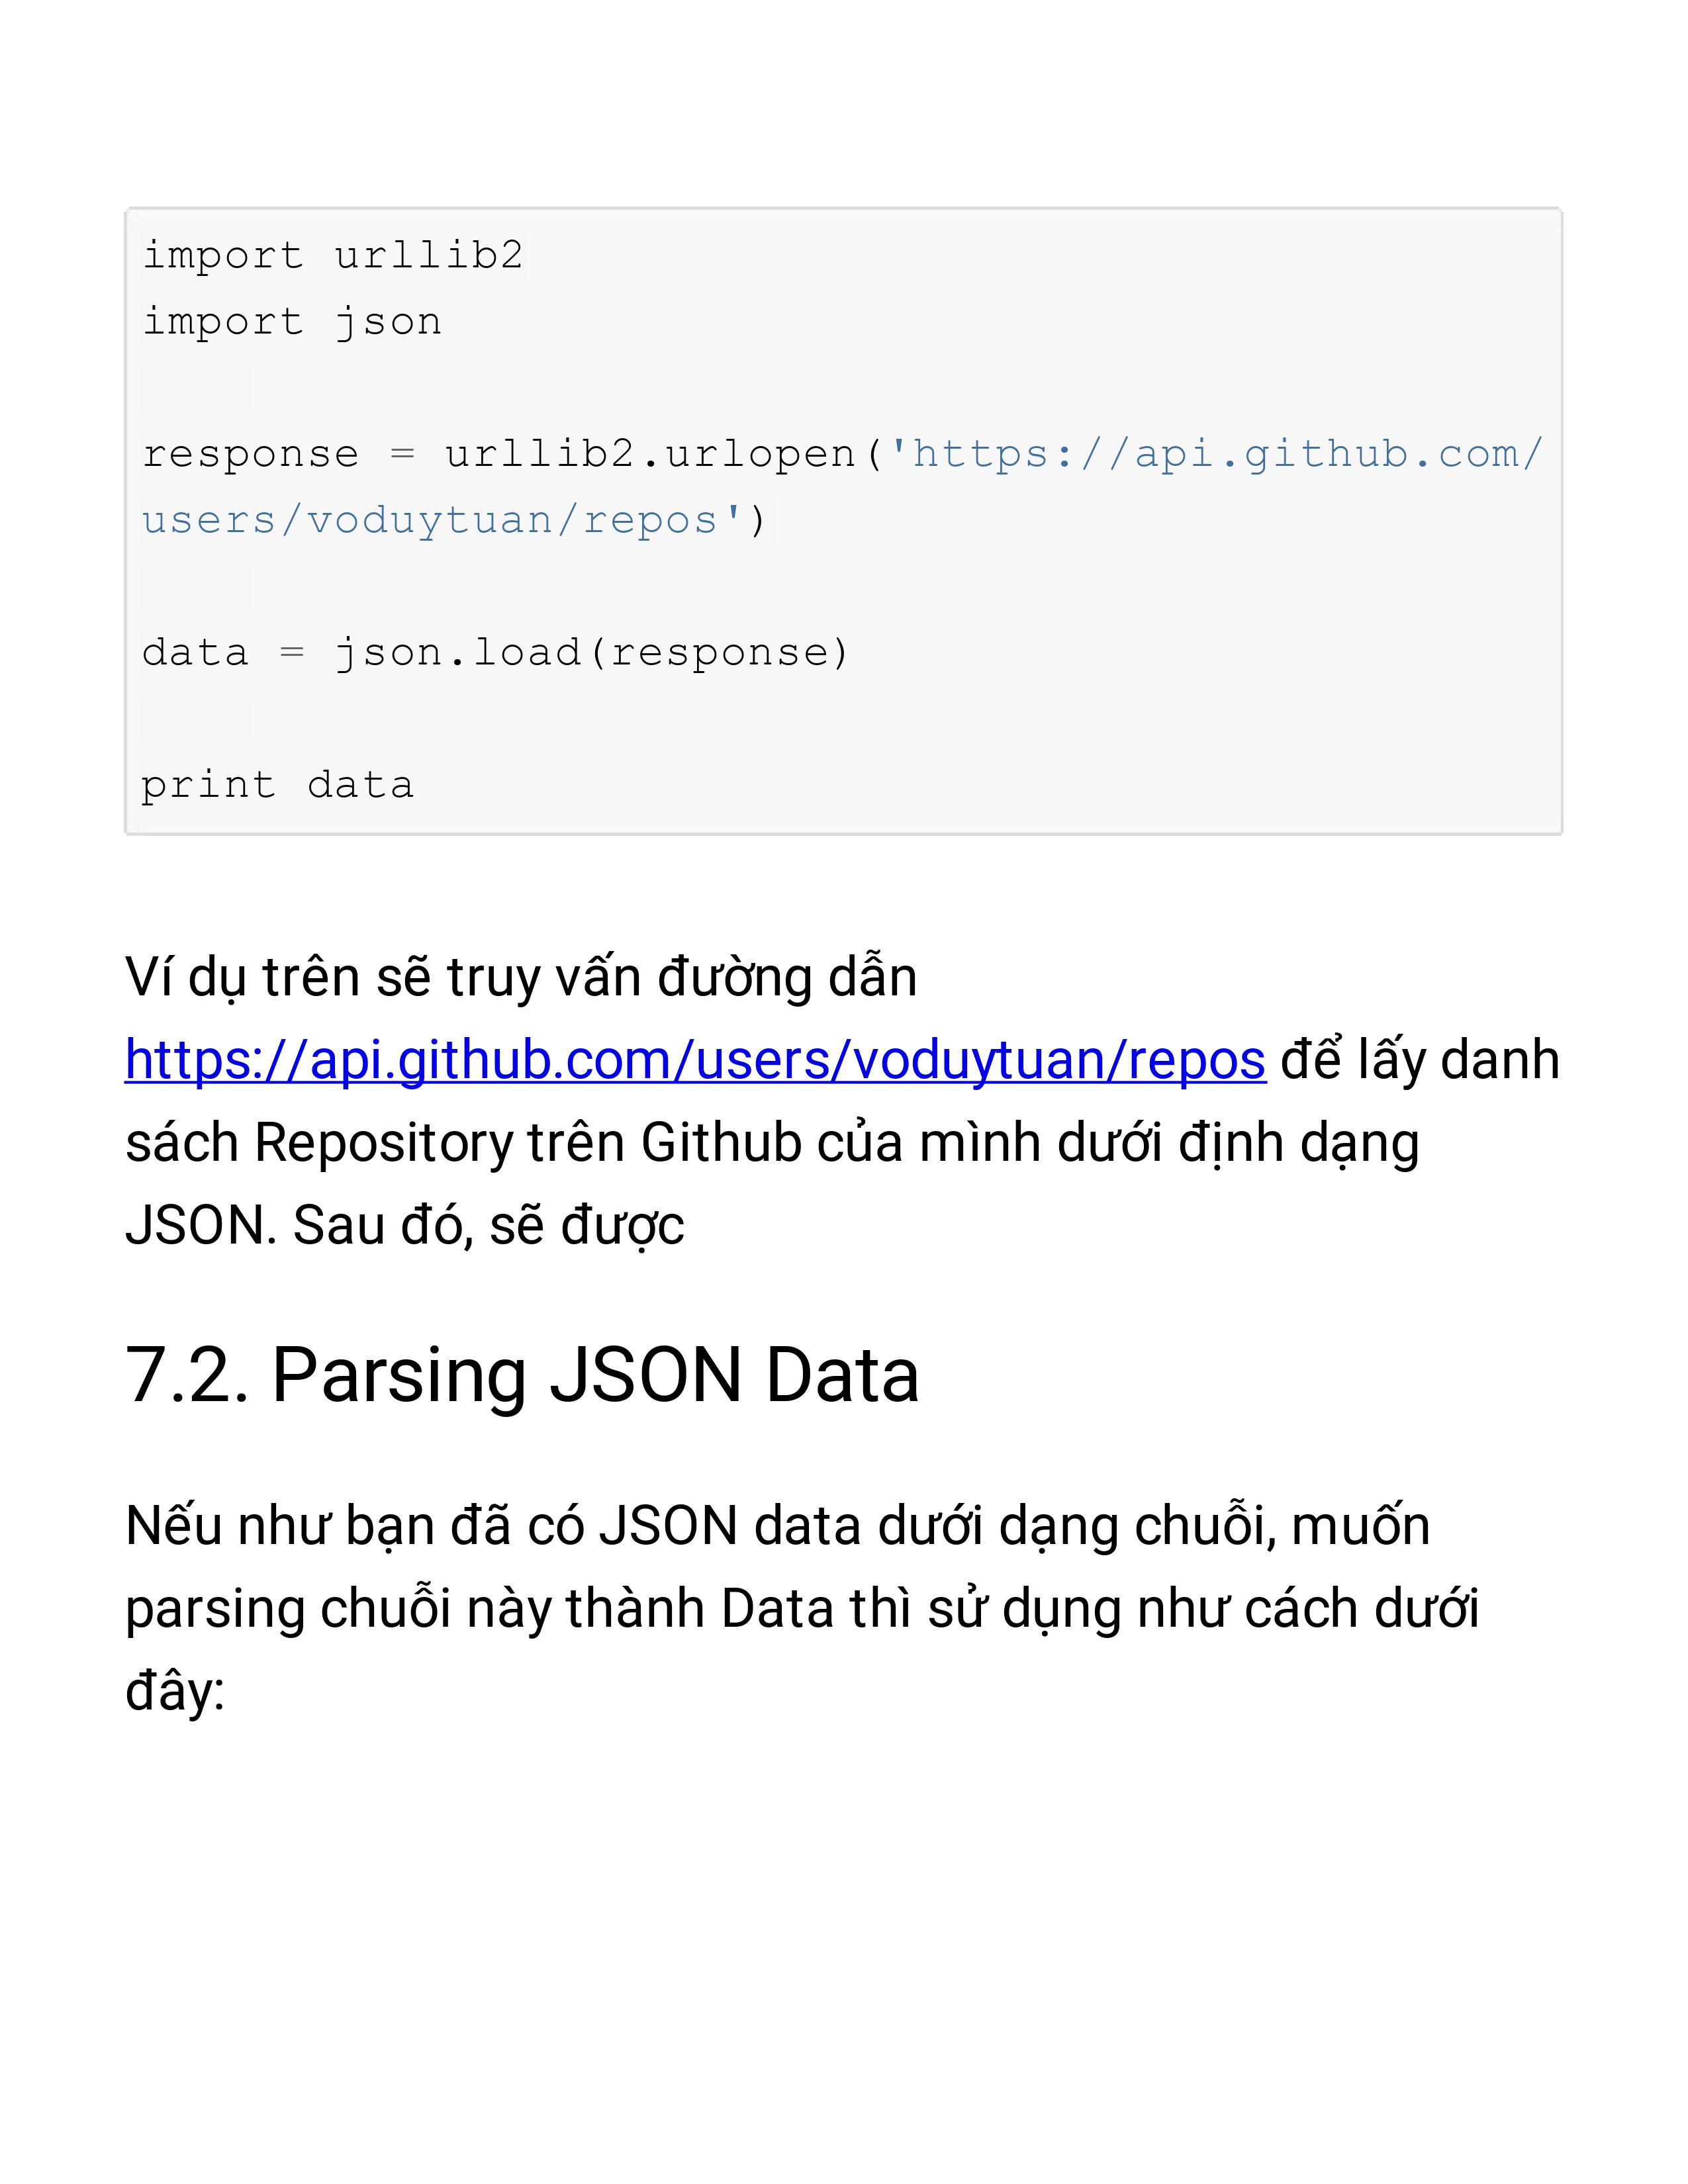 import urllib2
import json
response = urllib2.urlopen('https://api.github.com/
users/voduytuan/repos')
data = json.load(response)
print data
Ví dụ trên sẽ truy vấn đường dẫn
https://api.github.com/users/voduytuan/repos để lấy danh
sách Repository trên Github của mình dưới định dạng
JSON. Sau đó, sẽ được
7.2. Parsing JSON Data
Nếu như bạn đã có JSON data dưới dạng chuỗi, muốn
parsing chuỗi này thành Data thì sử dụng như cách dưới
đây: